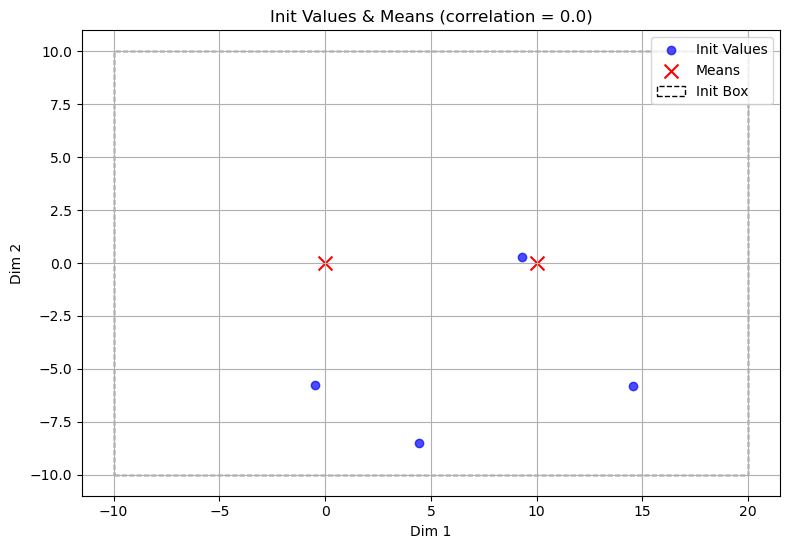 Init Values & Means (correlation = 0.0)
Init Values
Means
Init Box
10.0
7.5
5.0
2.5
0.0
−2.5
−5.0
−7.5
−10.0
Dim 2
−10
−5
0
5
10
15
20
Dim 1